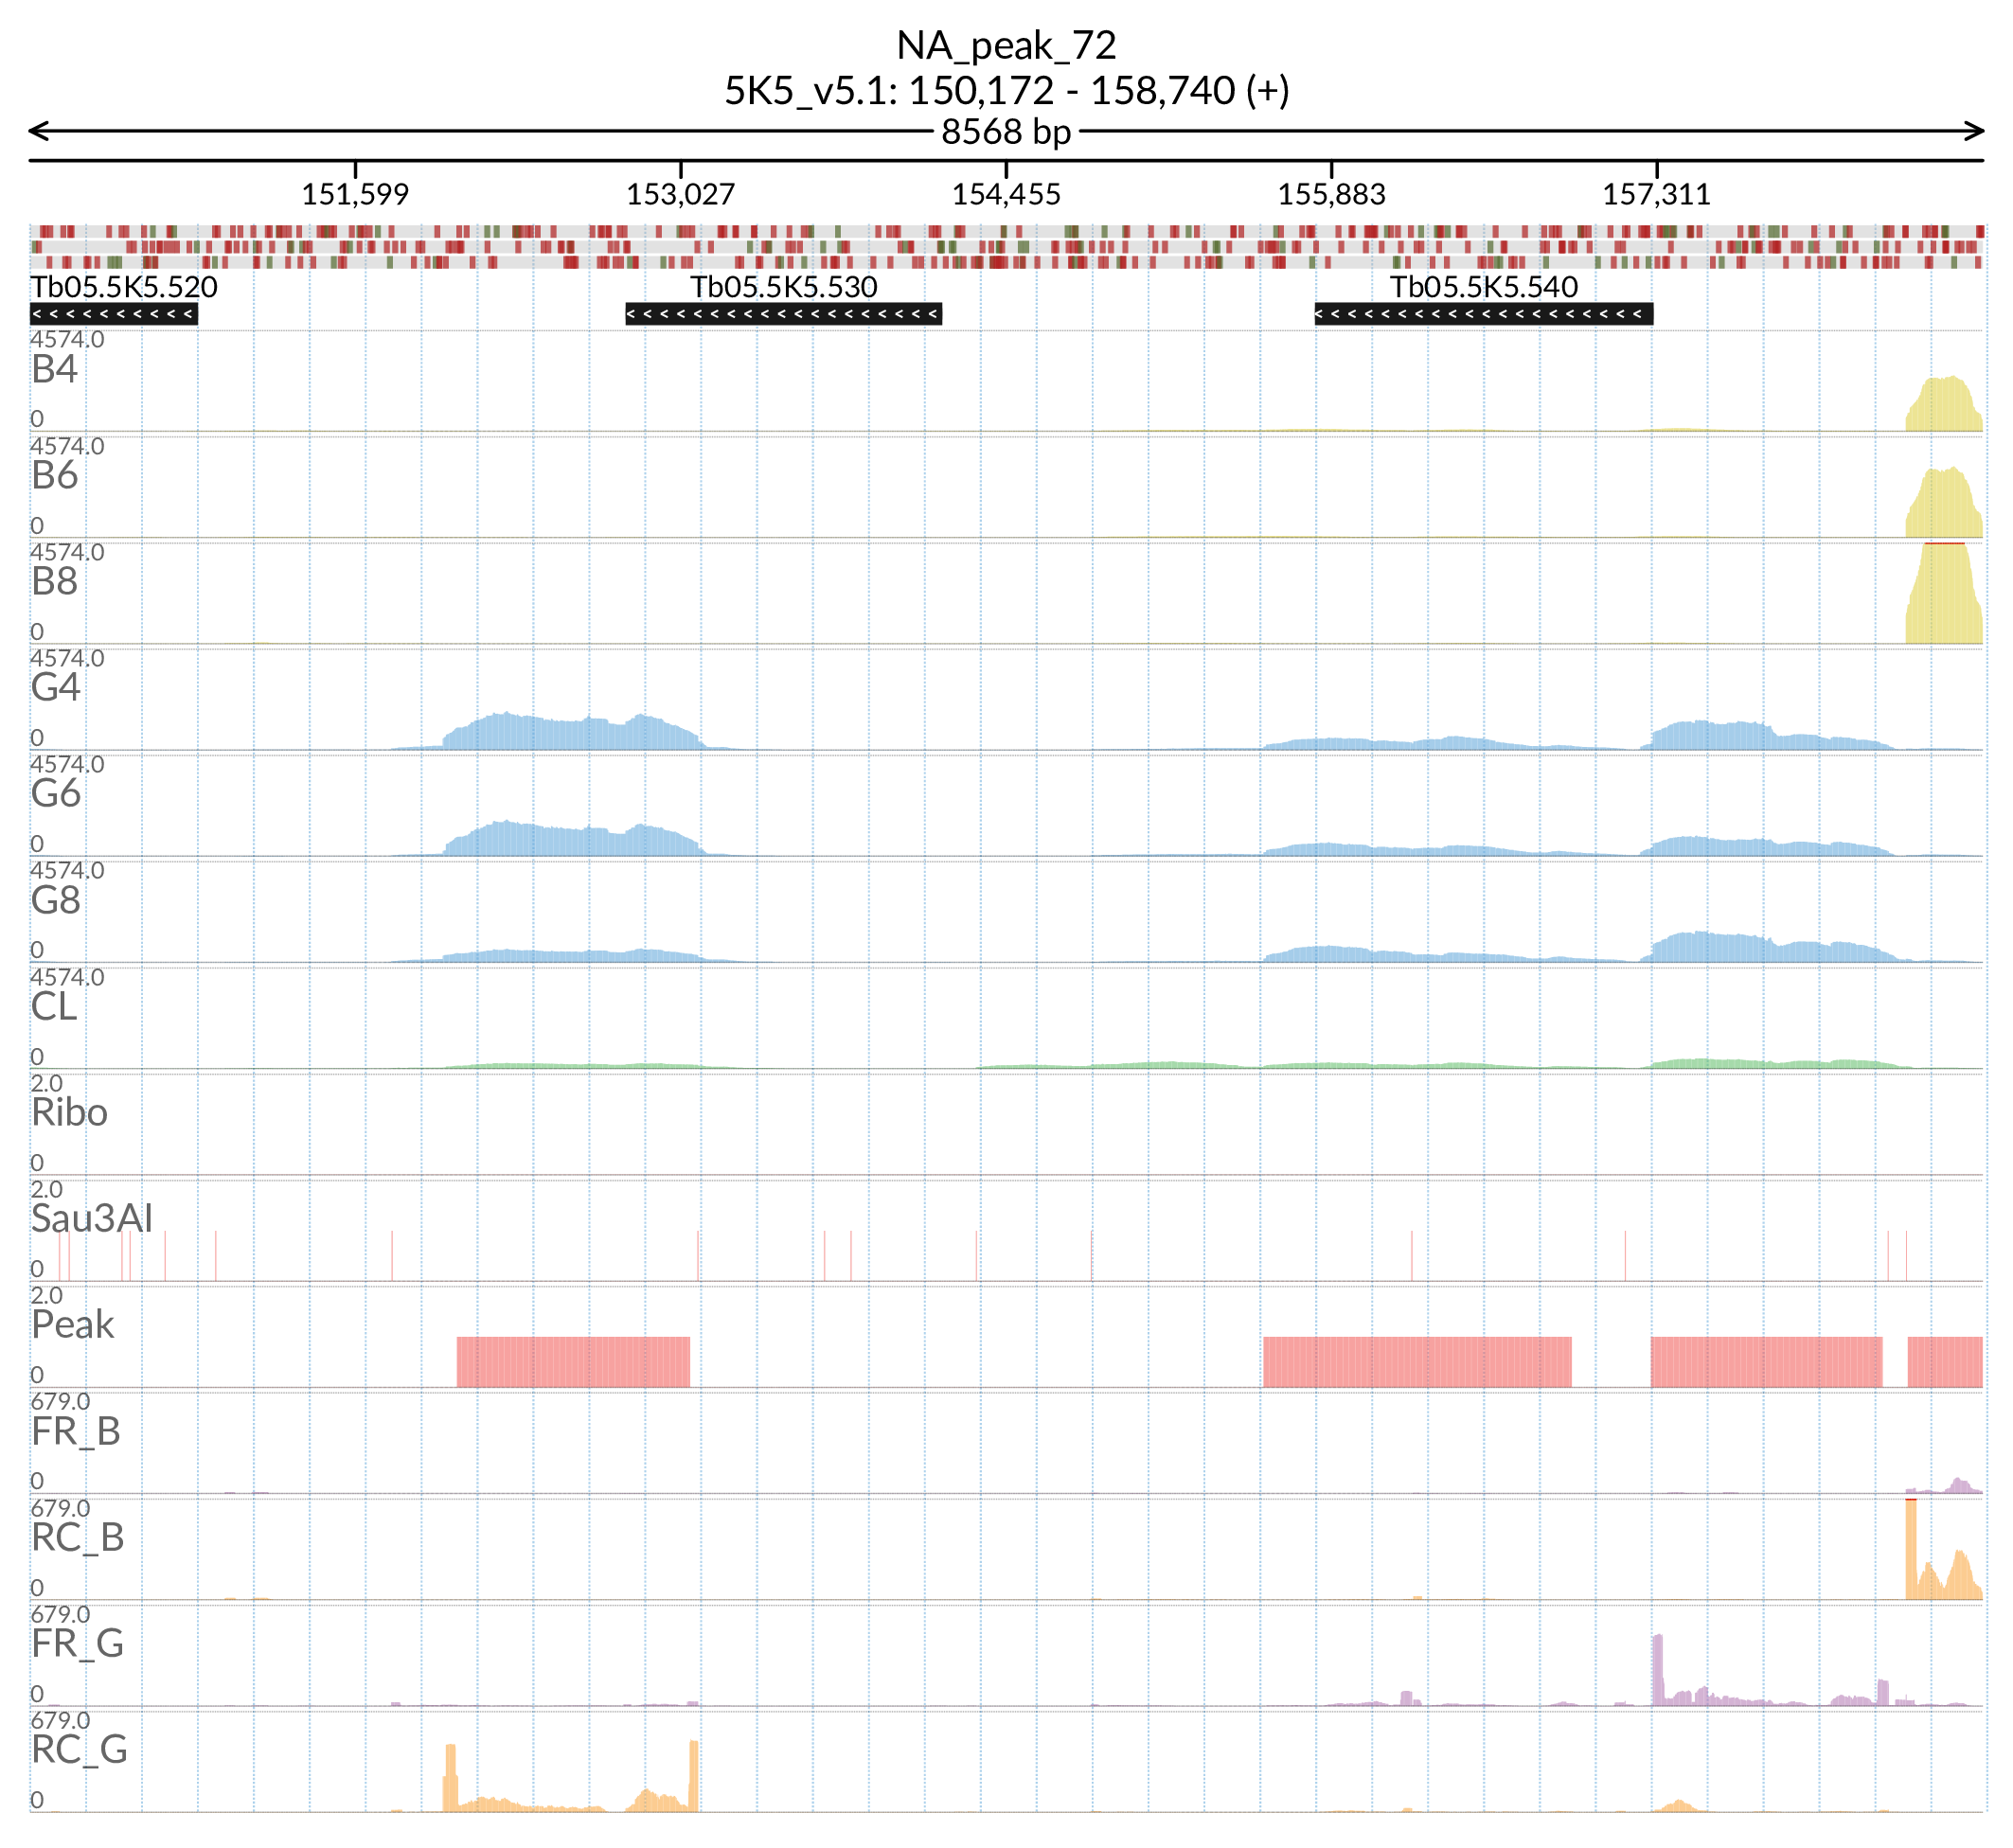 NA_peak_72
5K5_v5.1: 150,172 - 158,740 (+)
8568 bp
151,599 153,027 154,455 155,883 157,311
Tb05.5K5.520 Tb05.5K5.530 Tb05.5K5.540
4574.0
B4
0
4574.0
B6
0
4574.0
B8
0
4574.0
G4
0
4574.0
G6
0
4574.0
G8
0
4574.0
CL
0
2.0
Ribo
0
2.0
Sau3AI
0
2.0
Peak
0
679.0
FR_B
0
679.0
RC_B
0
679.0
FR_G
0
679.0
RC_G
0